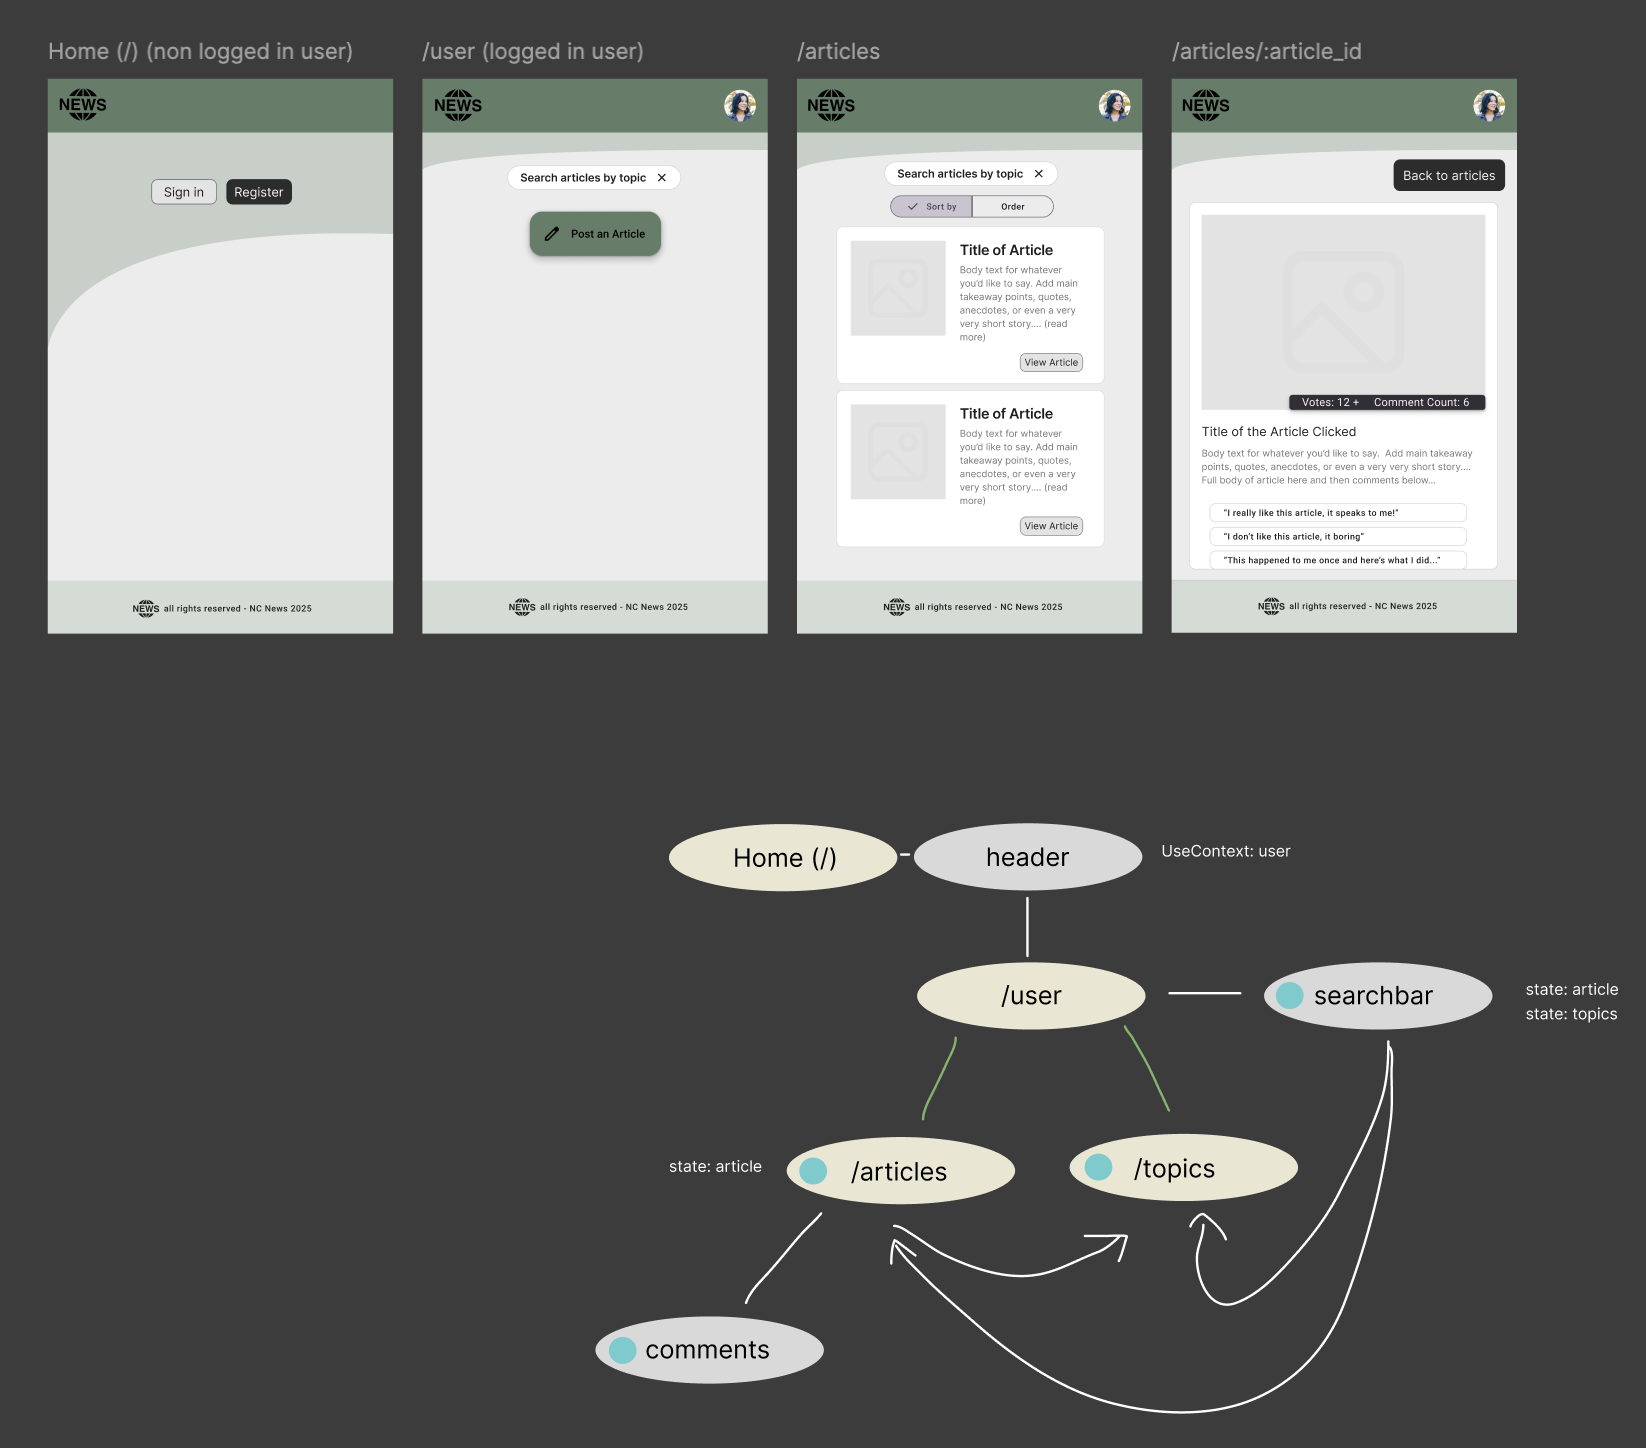 Home (/) (non logged in user)
/user (logged in user)
/articles
/articles/:article_id
NEWS
Sign in
Register
NEWS all rights reserved - NC News 2025
NEWS
Search articles by topic
Post an Article
NEWS all rights reserved - NC News 2025
NEWS
Search articles by topic
Sort by
Order
Title of Article
Body text for whatever
you'd like to say. Add main
takeaway points, quotes,
anecdotes, or even a very
very short story.... (read
more)
View Article
Title of Article
Body text for whatever
you'd like to say. Add main
takeaway points, quotes,
anecdotes, or even a very
very short story.... (read
more)
View Article
NEWS all rights reserved - NC News 2025
NEWS
Back to articles
Votes: 12 + Comment Count: 6
Title of the Article Clicked
Body text for whatever you'd like to say. Add main takeaway
points, quotes, anecdotes, or even a very very short story....
Full body of article here and then comments below...
"I really like this article, it speaks to me!"
"I don't like this article, it boring"
"This happened to me once and here's what I did..."
NEWS all rights reserved - NC News 2025
Home (/)
header
UseContext: user
/user
searchbar
state: article
state: topics
state: article
/articles
/topics
comments